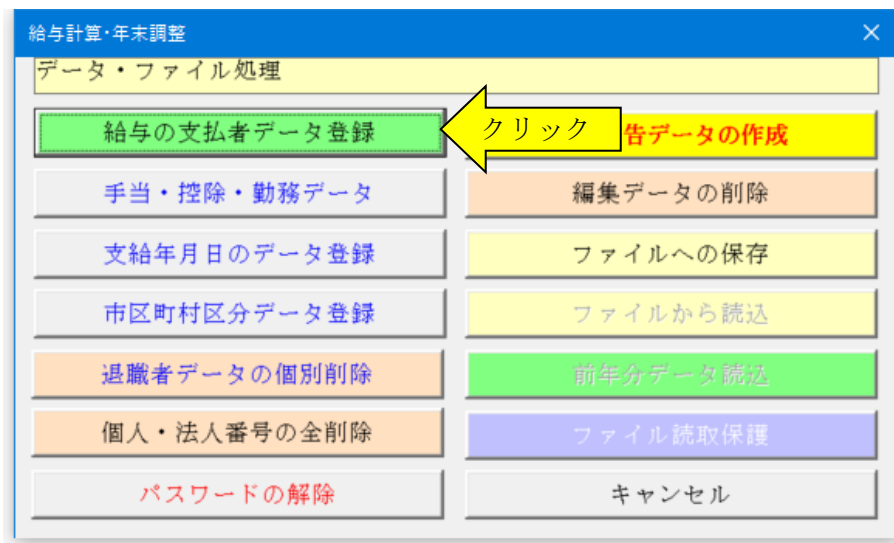 給与計算・年末調整
データ・ファイル処理
給与の支払者データ登録
クリック
告データの作成
手当・控除・勤務データ
編集データの削除
支給年月日のデータ登録
ファイルへの保存
市区町村区分データ登録
ファイルから読込
退職者データの個別削除
前年分データ読込
個人・法人番号の全削除
ファイル読取保護
パスワードの解除
キャンセル